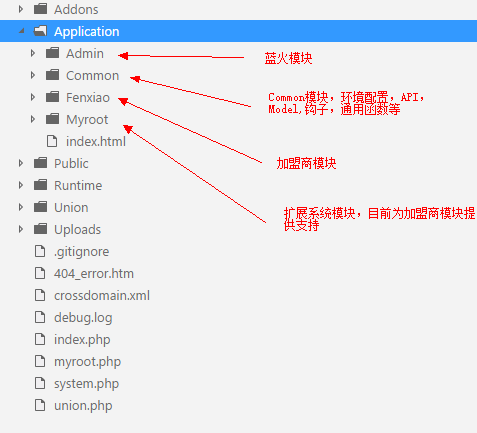 Addons
Application
Admin
蓝火模块
Common
Common模块，环境配置，API，
Model,钩子，通用函数等
Fenxiao
加盟商模块
Myroot
扩展系统模块，目前为加盟商模块提
供支持
index.html
Public
Runtime
Union
Uploads
.gitignore
404_error.htm
crossdomain.xml
debug.log
index.php
myroot.php
system.php
union.php